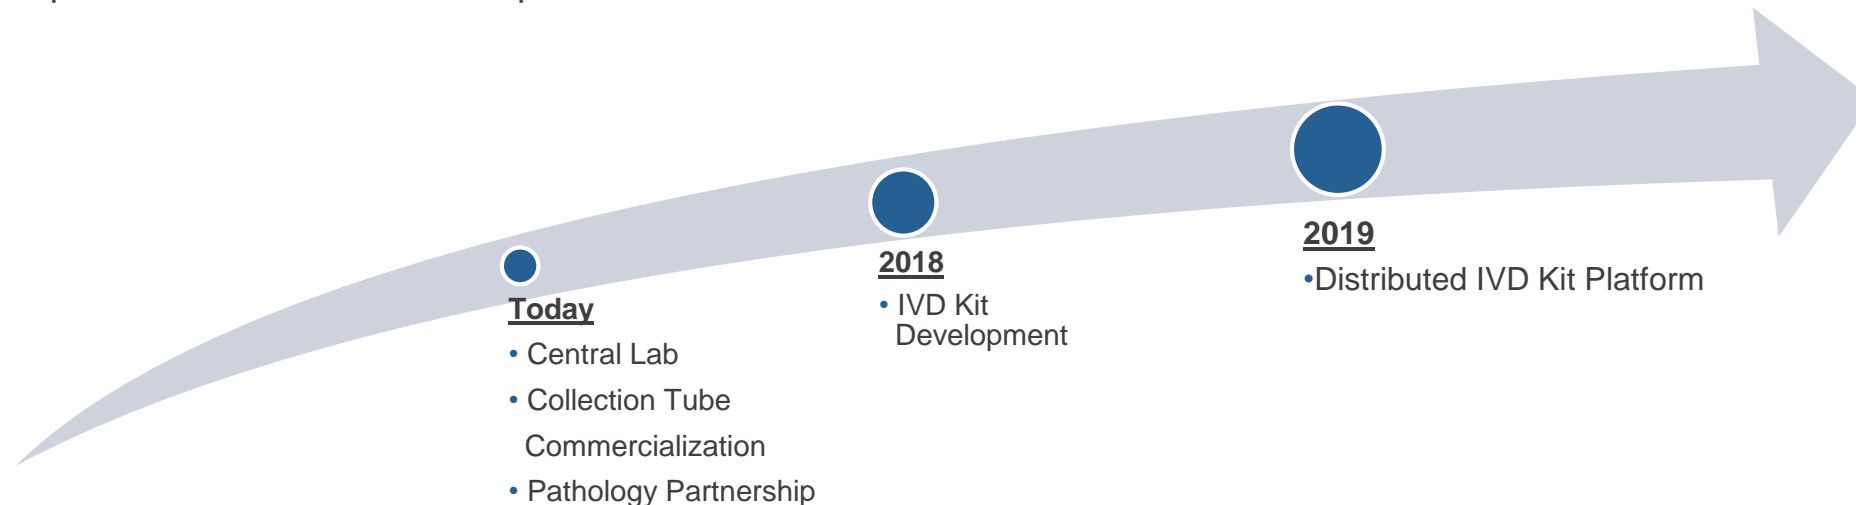 Today
• Central Lab
• Collection Tube
Commercialization
• Pathology Partnership
2018
• IVD Kit
Development
2019
•Distributed IVD Kit Platform